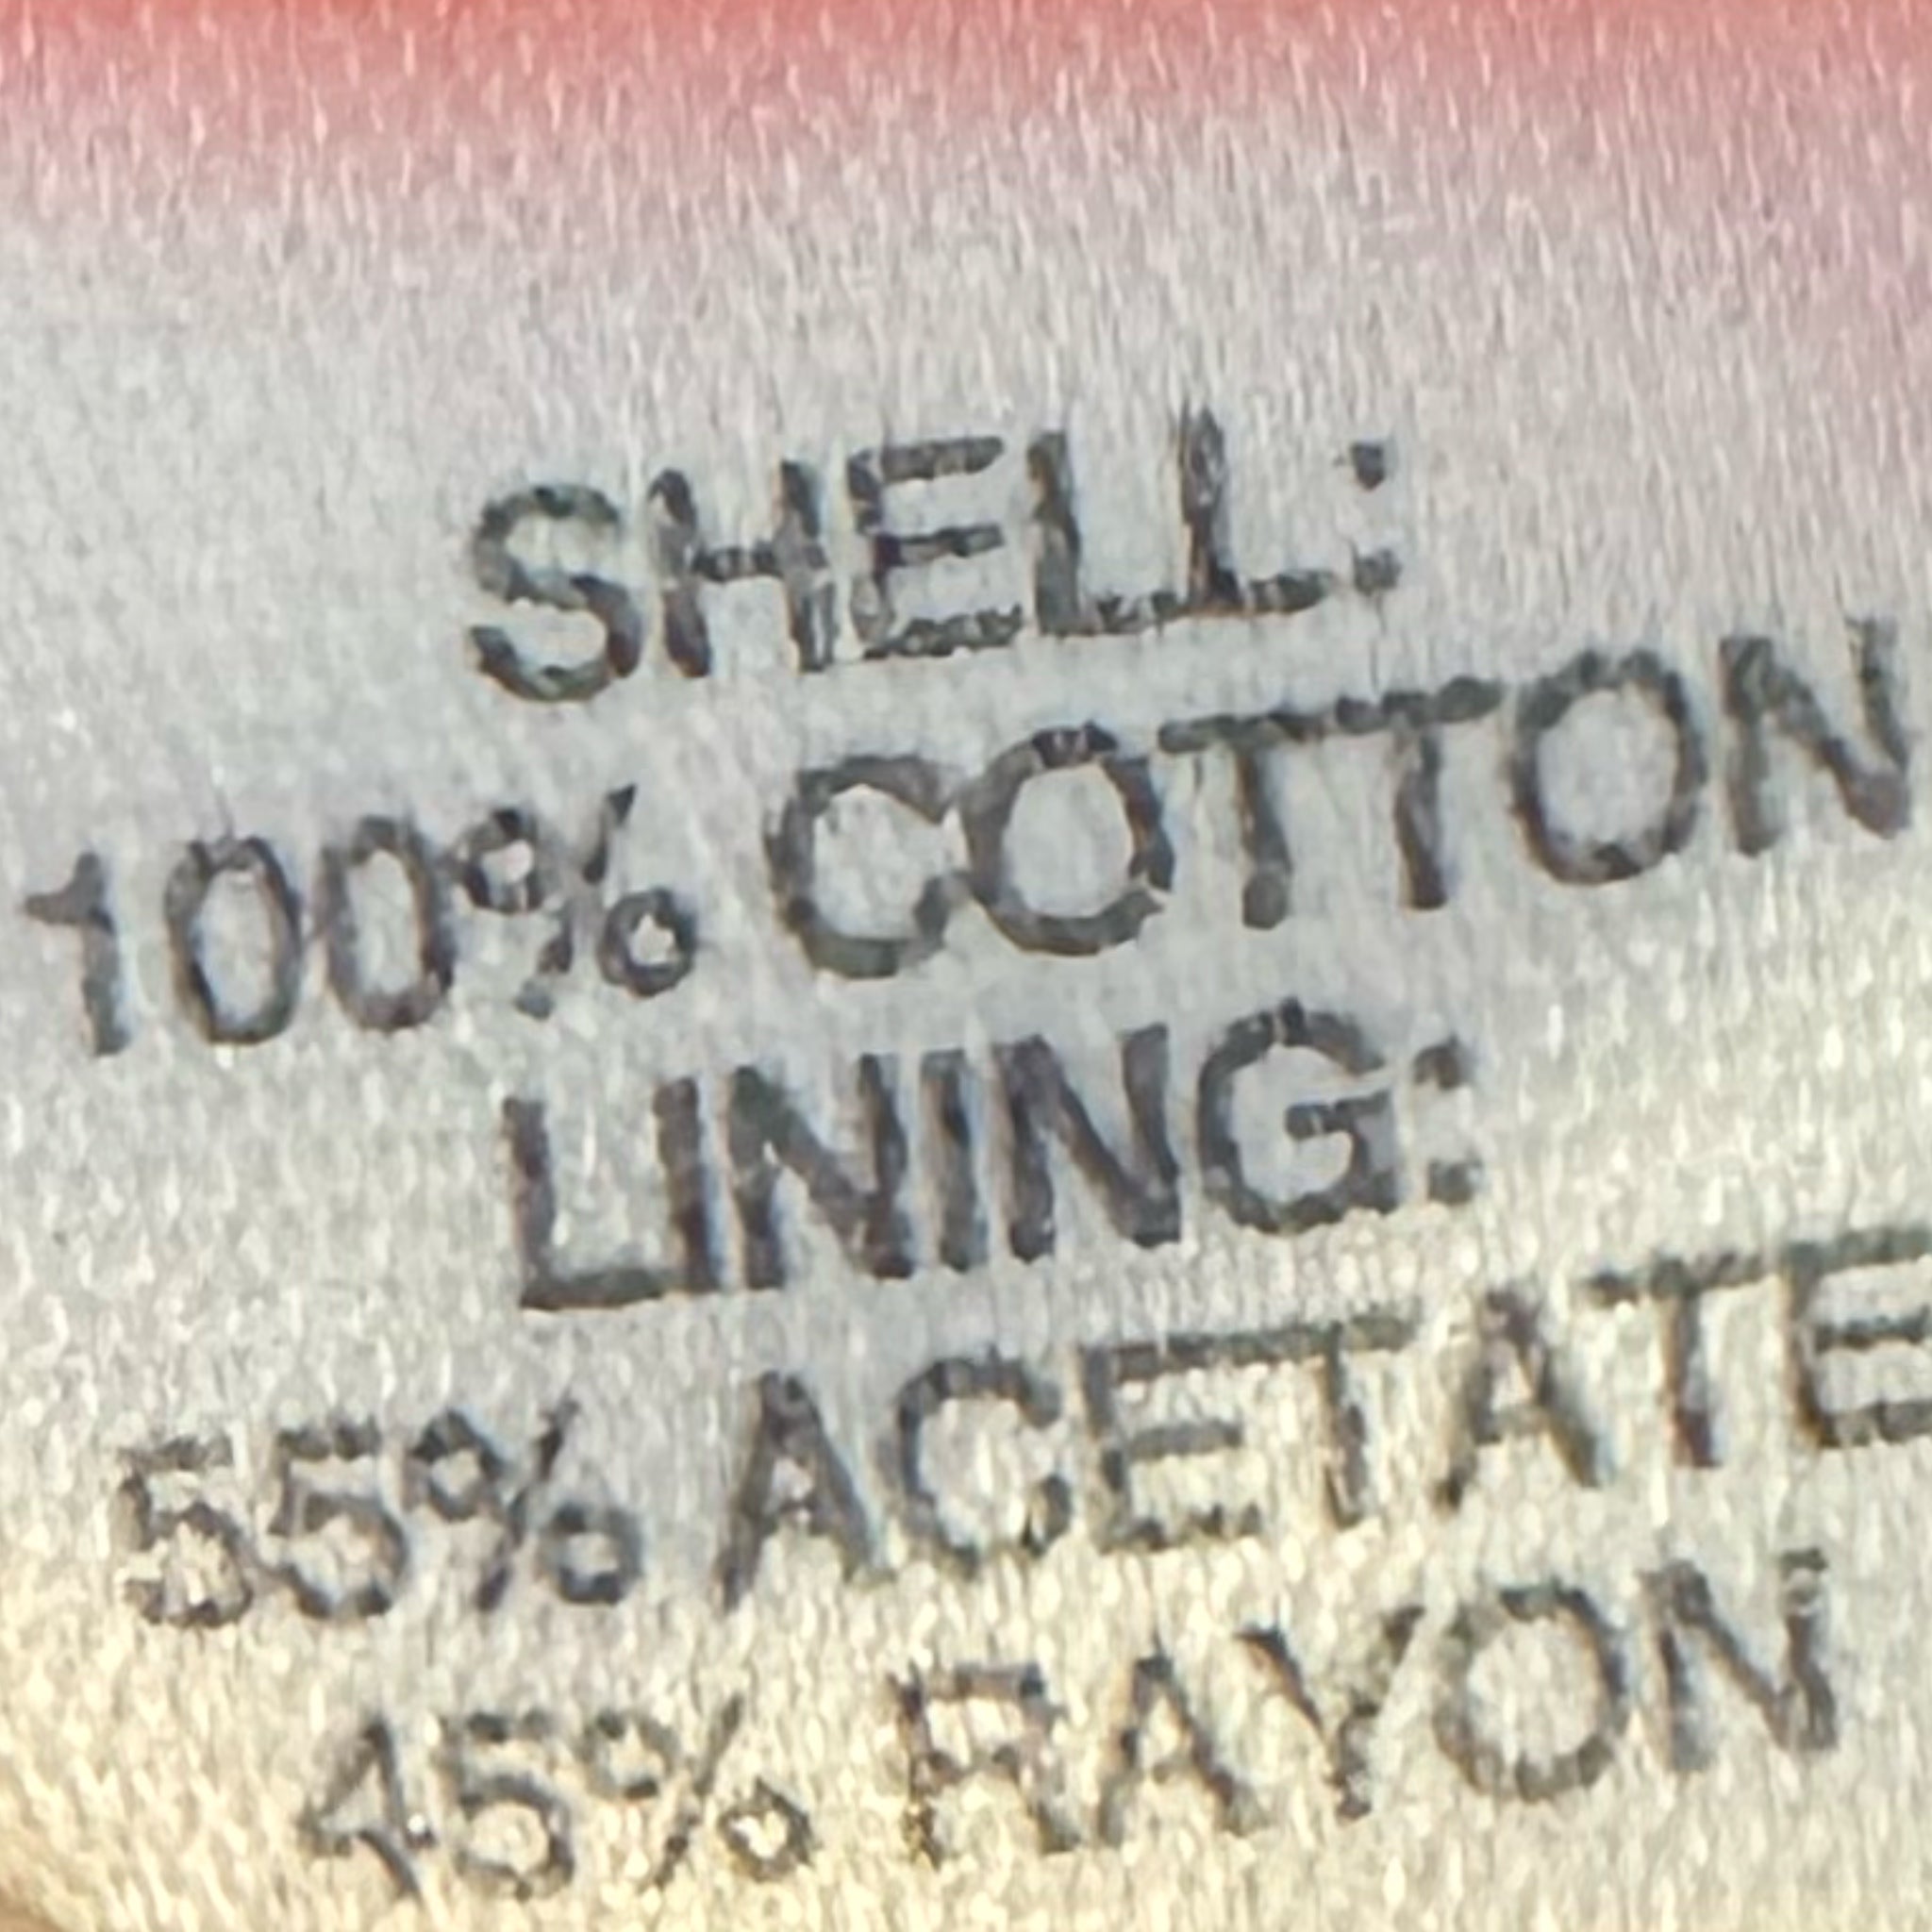 SHELL:
100% COTTON
LINING:
55% ACETATE
45% RAYON